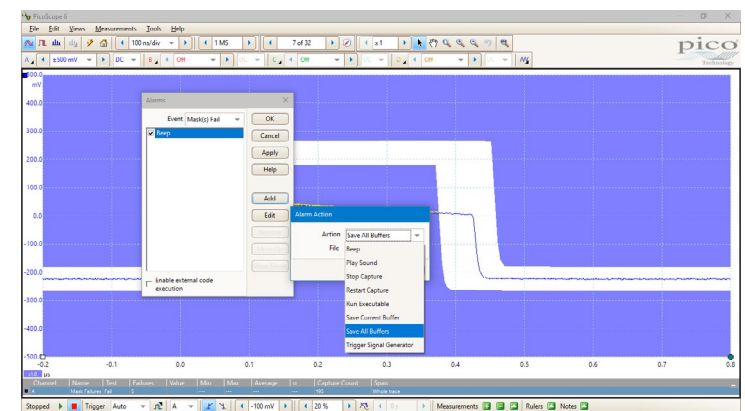 PicoScope 6
File Edit Views Measurements Tools Help
100 ns/div 1 MS 7 of 32 x1
pico
Technology
A ±500 mV DC B Off DC C Off DC D Off DC
500.0
mV
400.0
300.0
200.0
100.0
0.0
-100.0
-200.0
-300.0
-400.0
-500.0
Alarms
Event Mask(s) Fail OK
Beep Cancel
Apply
Help
Add
Edit
Enable external code
execution
Alarm Action
Action Save All Buffers
File Beep
Play Sound
Stop Capture
Restart Capture
Run Executable
Save Current Buffer
Save All Buffers
Trigger Signal Generator
-0.2 -0.1 0.0 0.1 0.2 0.3 0.4 0.5 0.6 0.7 0.8
x1.0 µs
Channel Name Test Failures Value Min Max Average σ Capture Count Span
A Mask Failures Fail Whole trace
Stopped Trigger Auto A -100 mV 20 % 0 s Measurements Rulers Notes